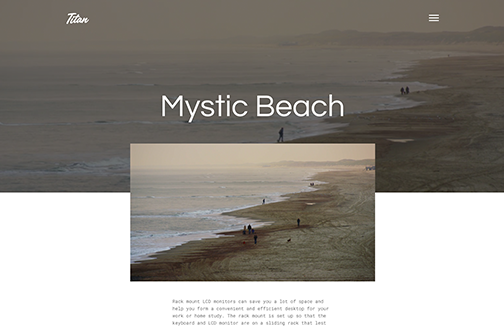 Titan
Mystic Beach
Rack mount LCD monitors can save you a lot of space and
help you form a convenient and efficient desktop for your
work or home study. The rack mount is set up so that the
keyboard and LCD monitor are on a sliding rack that lest